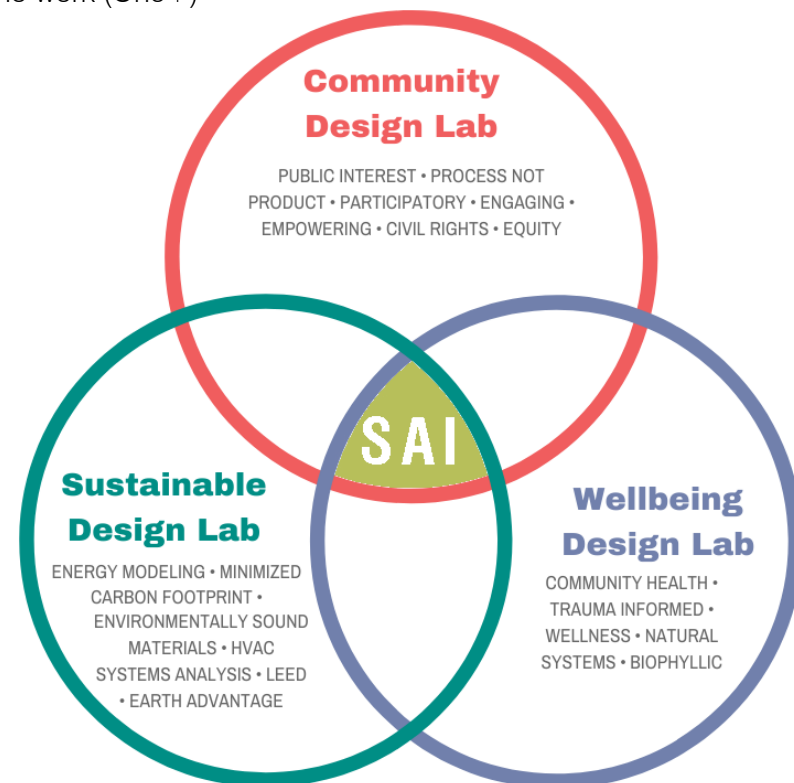 work (One+)
Community
Design Lab
PUBLIC INTEREST • PROCESS NOT
PRODUCT • PARTICIPATORY • ENGAGING •
EMPOWERING • CIVIL RIGHTS • EQUITY
SAI
Sustainable
Design Lab
ENERGY MODELING • MINIMIZED
CARBON FOOTPRINT •
ENVIRONMENTALLY SOUND
MATERIALS • HVAC
SYSTEMS ANALYSIS • LEED
• EARTH ADVANTAGE
Wellbeing
Design Lab
COMMUNITY HEALTH •
TRAUMA INFORMED •
WELLNESS • NATURAL
SYSTEMS • BIOPHYLLIC